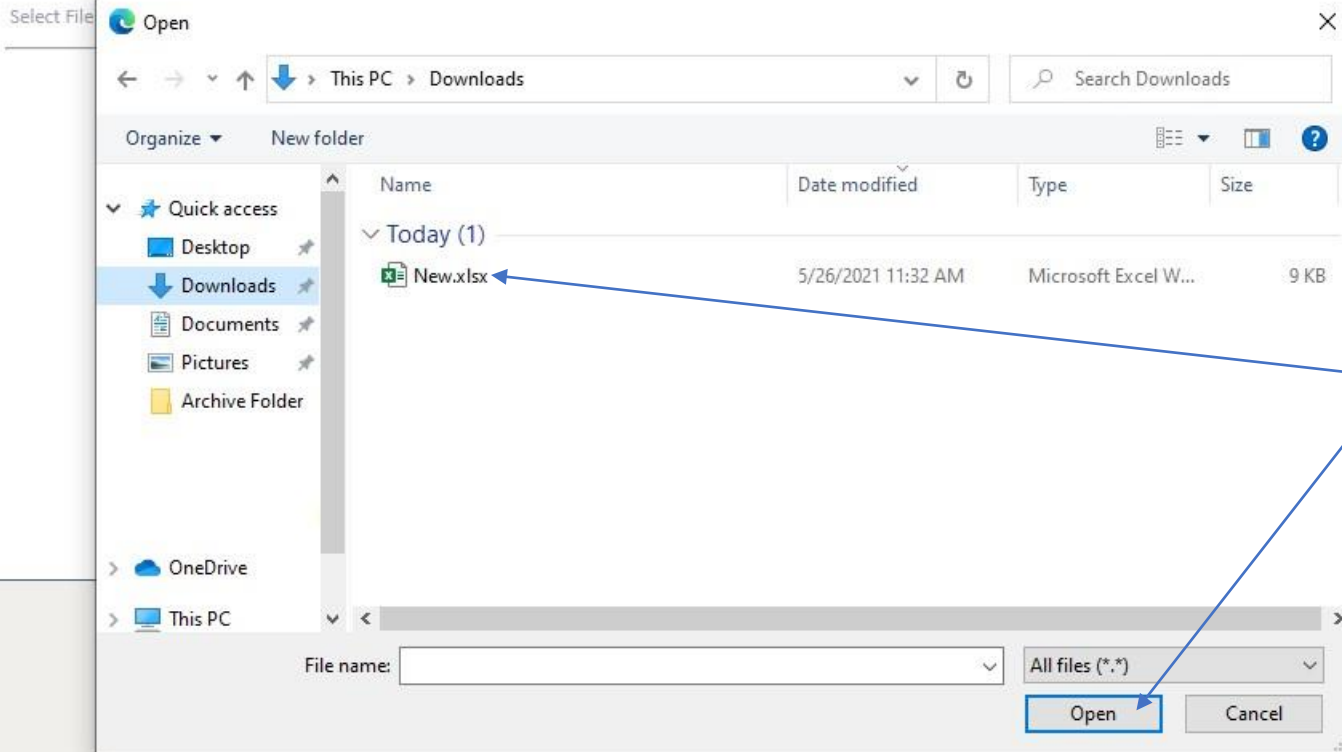 Select File
Open
This PC > Downloads
Search Downloads
Organize
New folder
Name Date modified Type Size
Quick access
Desktop
Downloads
Documents
Pictures
Archive Folder
OneDrive
This PC
Today (1)
New.xlsx 5/26/2021 11:32 AM Microsoft Excel W... 9 KB
File name:
All files (*.*)
Open
Cancel